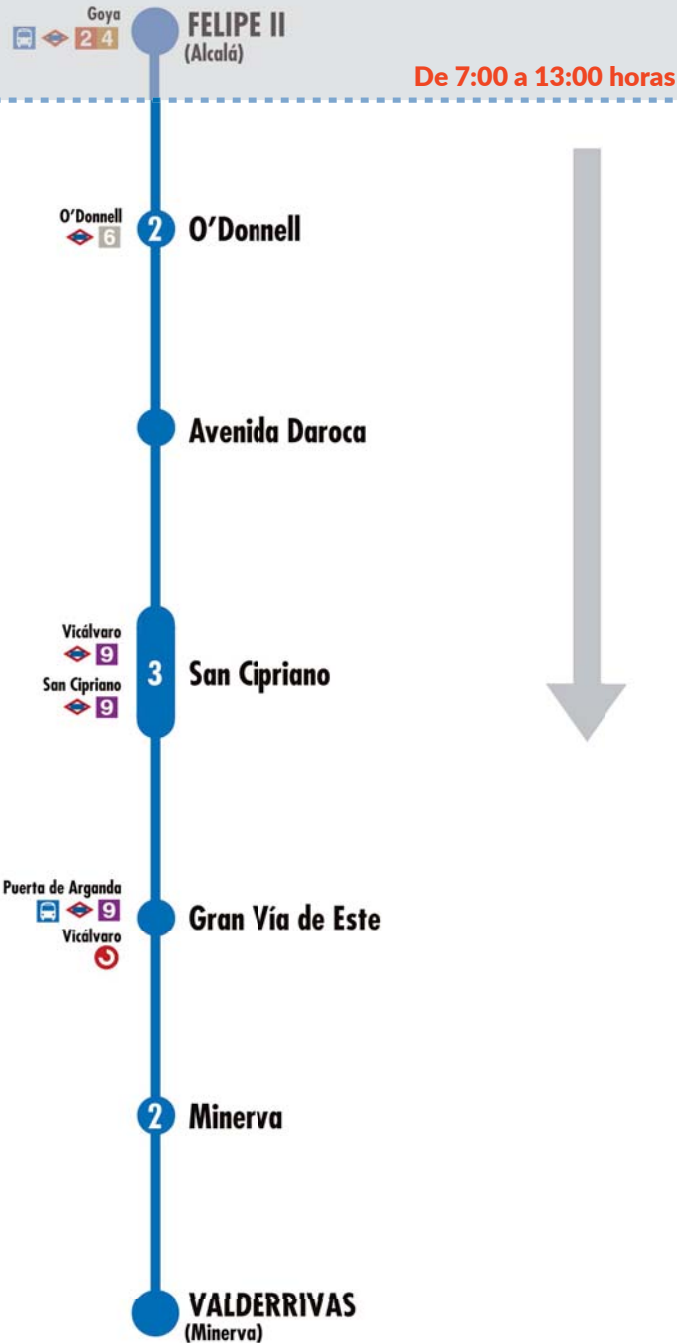 Goya
2 4
FELIPE II
(Alcalá)
De 7:00 a 13:00 horas
O'Donnell
6
2
O'Donnell
Avenida Daroca
Vicálvaro
9
San Cipriano
9
3
San Cipriano
Puerta de Arganda
9
Vicálvaro
Gran Vía de Este
2
Minerva
VALDERRIVAS
(Minerva)